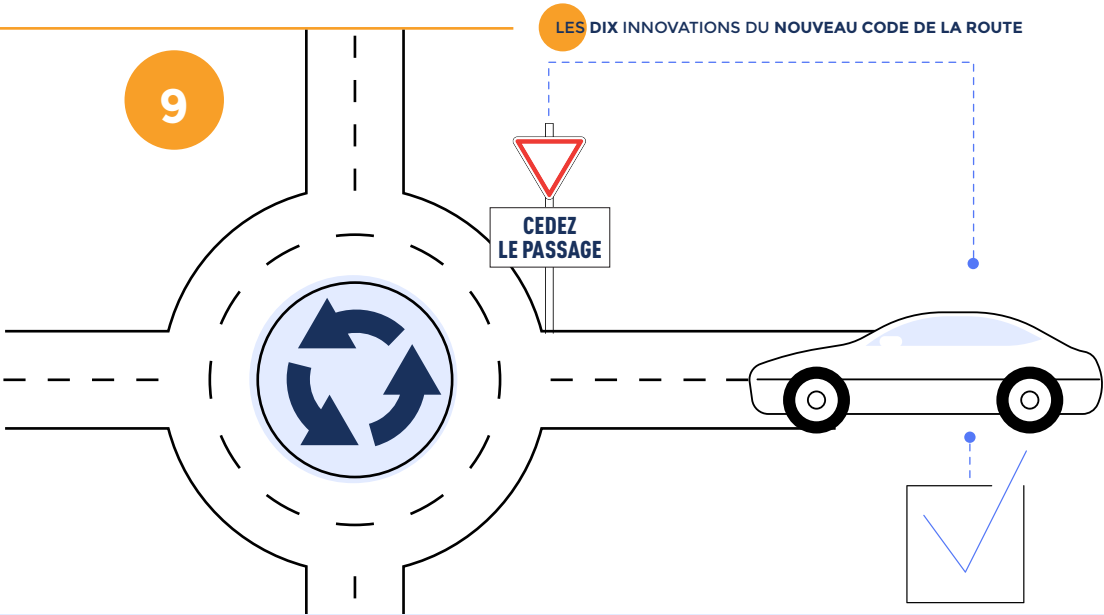 LES DIX INNOVATIONS DU NOUVEAU CODE DE LA ROUTE
9
CEDEZ
LE PASSAGE